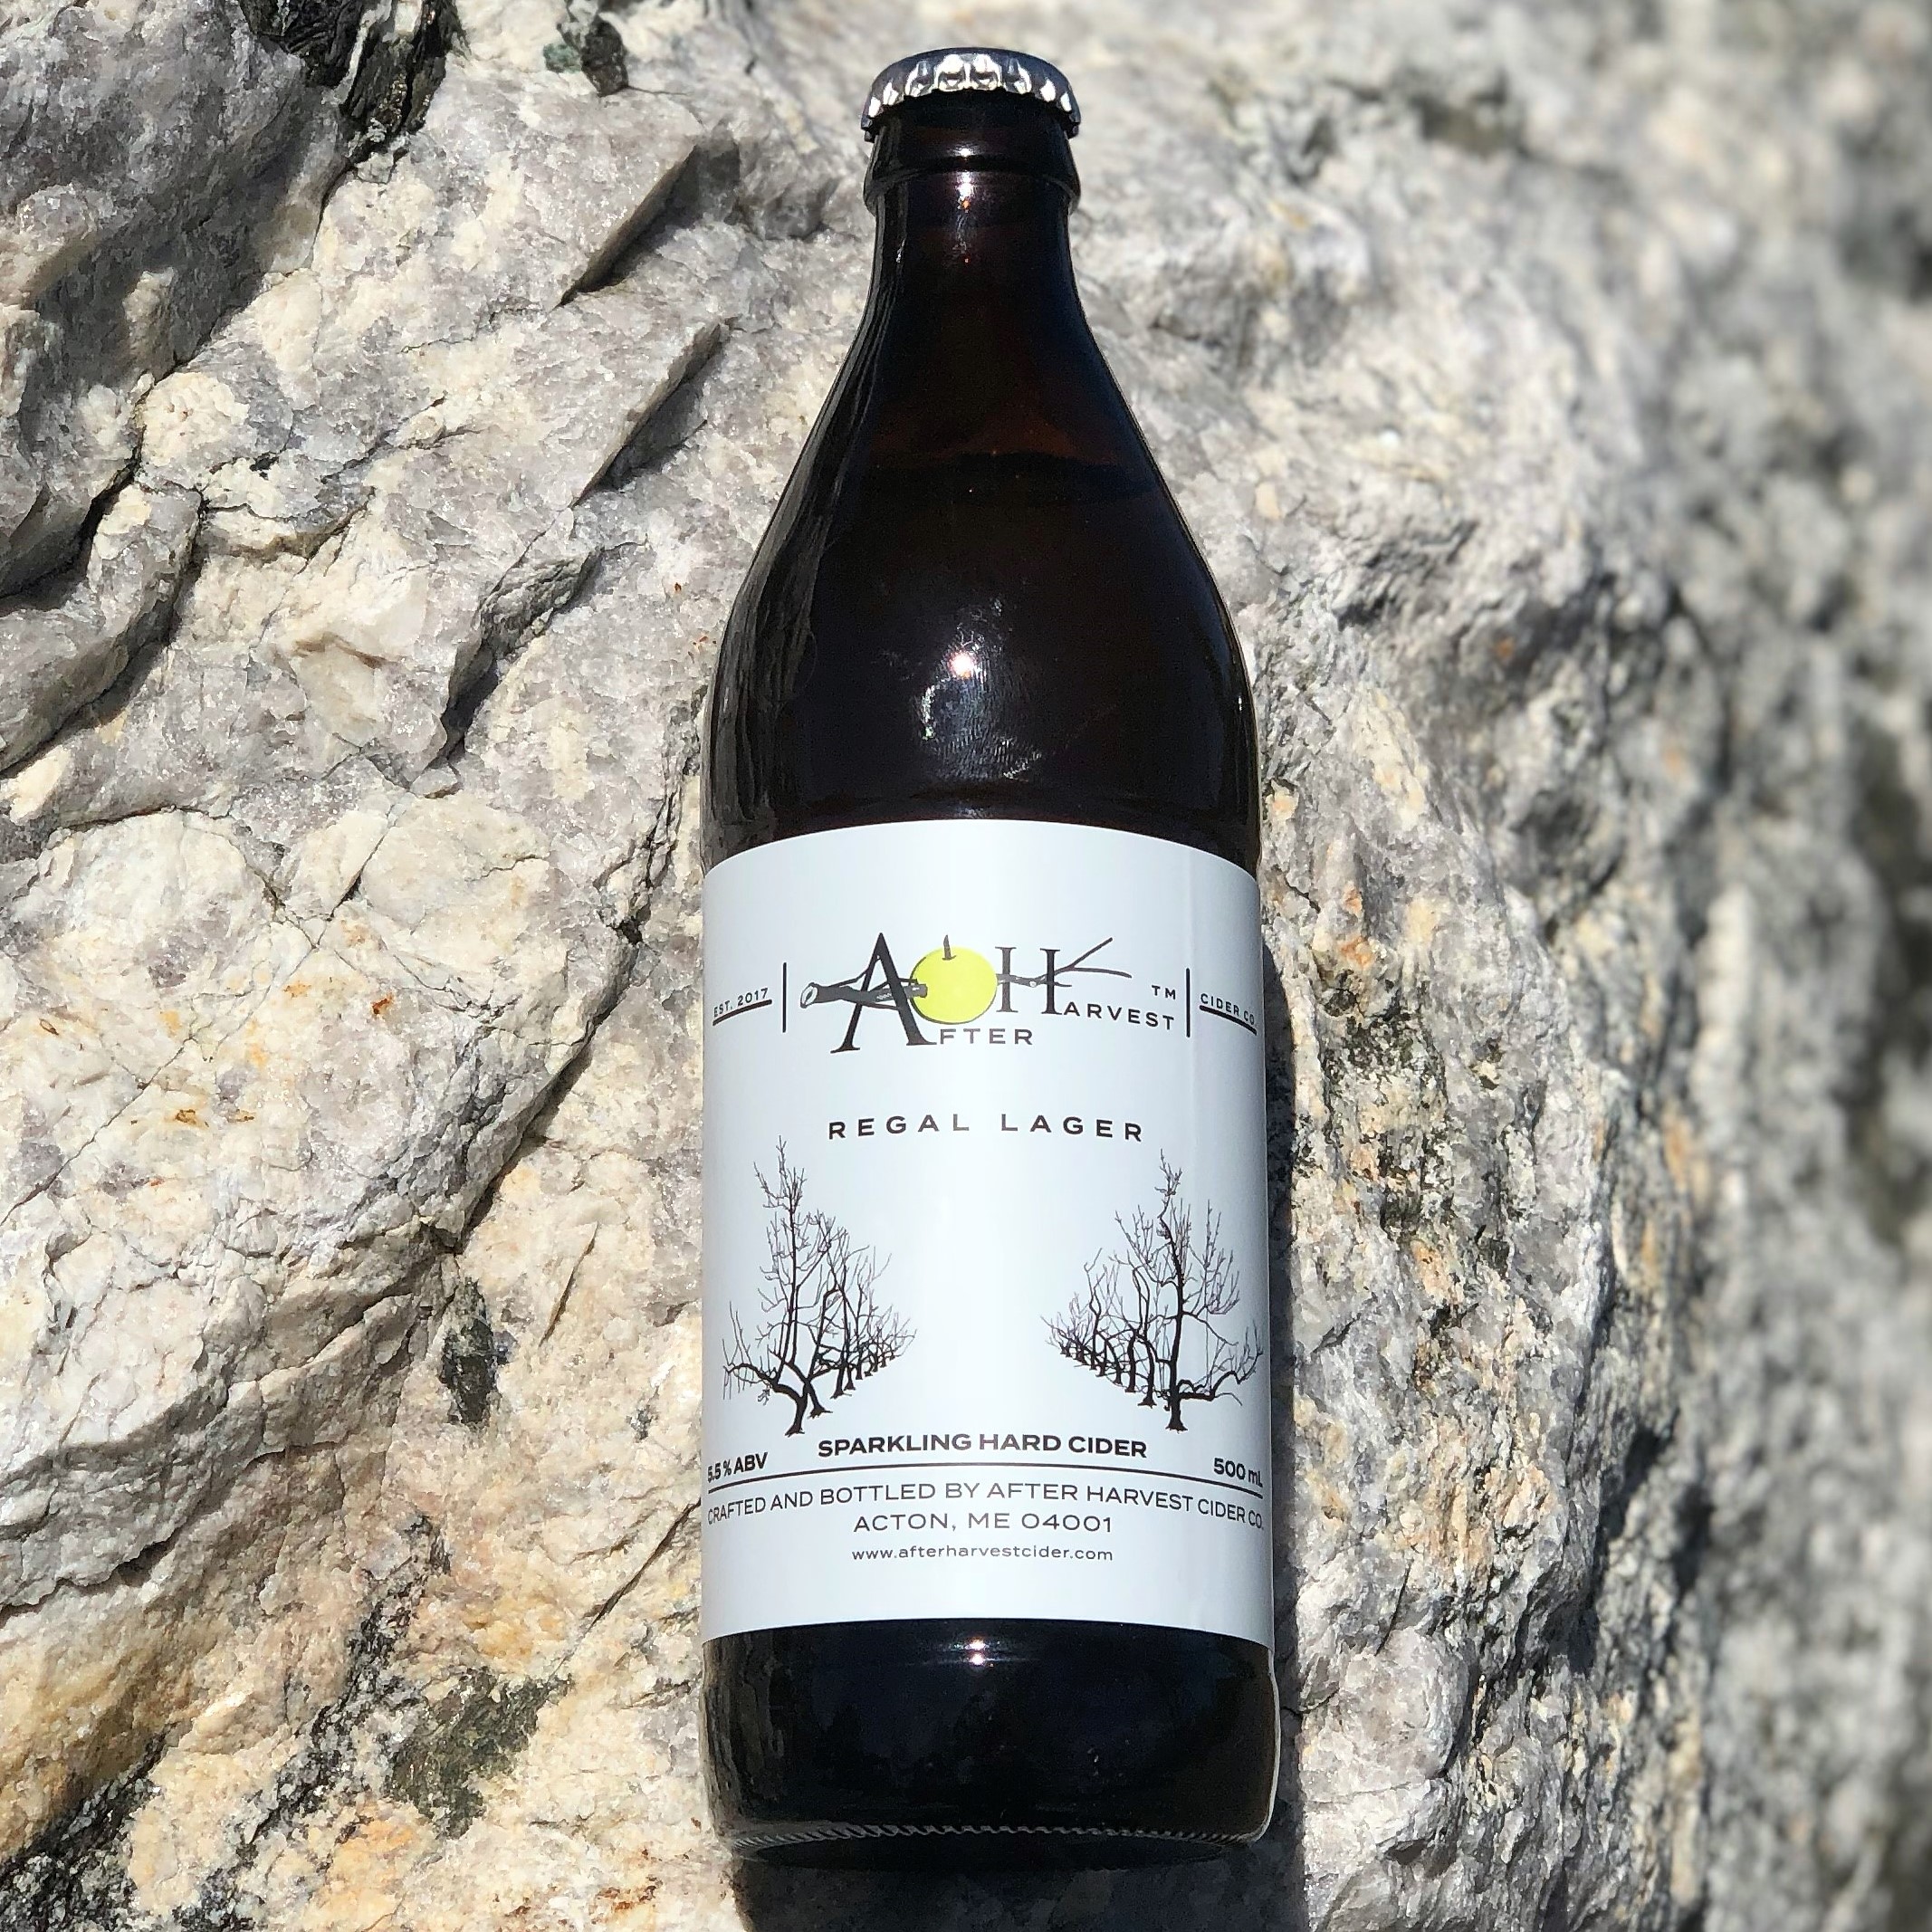 EST. 2017
AFTER HARVEST ™
CIDER CO.
REGAL LAGER
SPARKLING HARD CIDER
5.5% ABV
500 mL
CRAFTED AND BOTTLED BY AFTER HARVEST CIDER CO.
ACTON, ME 04001
www.afterharvestcider.com